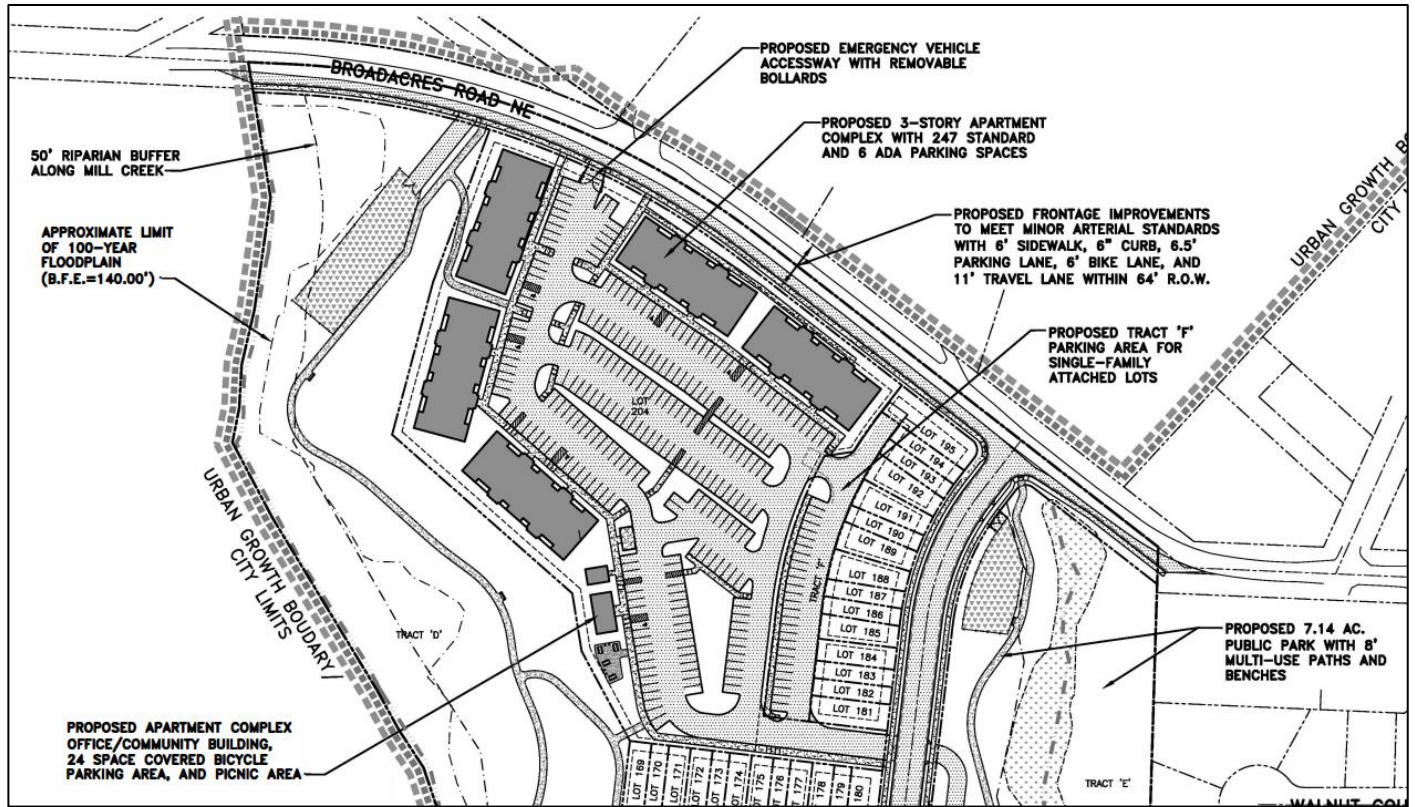 PROPOSED EMERGENCY VEHICLE
ACCESSWAY WITH REMOVABLE
BOLLARDS
BROADACRES ROAD NE
PROPOSED 3-STORY APARTMENT
COMPLEX WITH 247 STANDARD
AND 6 ADA PARKING SPACES
50' RIPARIAN BUFFER
ALONG MILL CREEK
URBAN GROWTH
CITY
PROPOSED FRONTAGE IMPROVEMENTS
TO MEET MINOR ARTERIAL STANDARDS
WITH 6' SIDEWALK, 6" CURB, 6.5'
PARKING LANE, 6' BIKE LANE, AND
11' TRAVEL LANE WITHIN 64' R.O.W.
APPROXIMATE LIMIT
OF 100-YEAR
FLOODPLAIN
(B.F.E.=140.00')
PROPOSED TRACT 'F'
PARKING AREA FOR
SINGLE-FAMILY
ATTACHED LOTS
LOT
204
LOT 195
LOT 194
LOT 193
LOT 192
LOT 191
LOT 190
LOT 189
LOT 188
LOT 187
LOT 186
LOT 185
LOT 184
LOT 183
LOT 182
LOT 181
TRACT 'F'
URBAN GROWTH BOUDARY/
CITY LIMITS
TRACT 'D'
PROPOSED 7.14 AC.
PUBLIC PARK WITH 8'
MULTI-USE PATHS AND
BENCHES
PROPOSED APARTMENT COMPLEX
OFFICE/COMMUNITY BUILDING,
24 SPACE COVERED BICYCLE
PARKING AREA, AND PICNIC AREA
LOT 169
LOT 170
LOT 171
LOT 172
LOT 173
LOT 174
LOT 175
LOT 176
LOT 177
LOT 178
179
180
TRACT 'E'
WALNUT